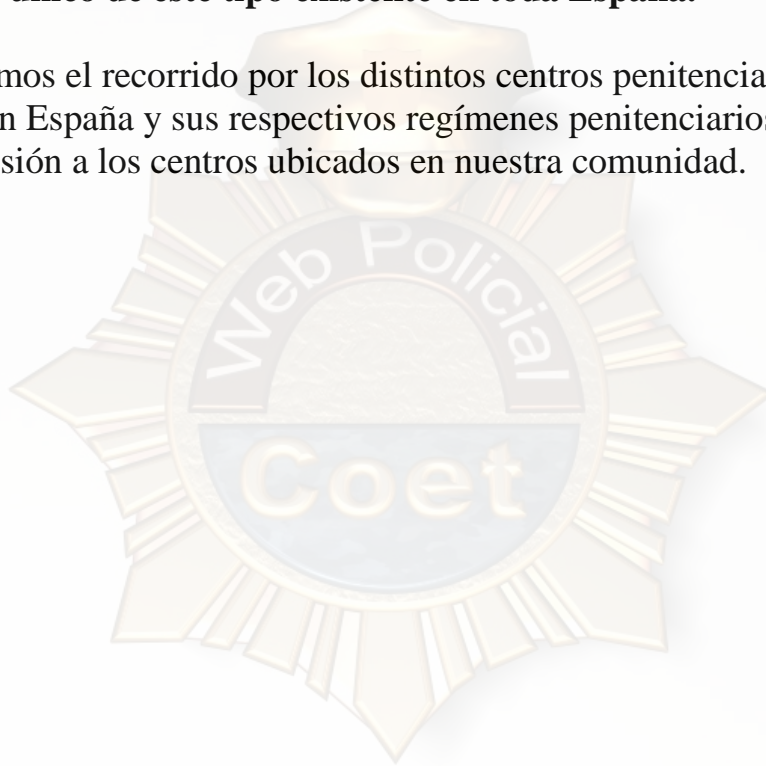 único de este tipo existente en toda España.
mos el recorrido por los distintos centros penitencia
n España y sus respectivos regímenes penitenciarios
sión a los centros ubicados en nuestra comunidad.
Web Policial
Coet